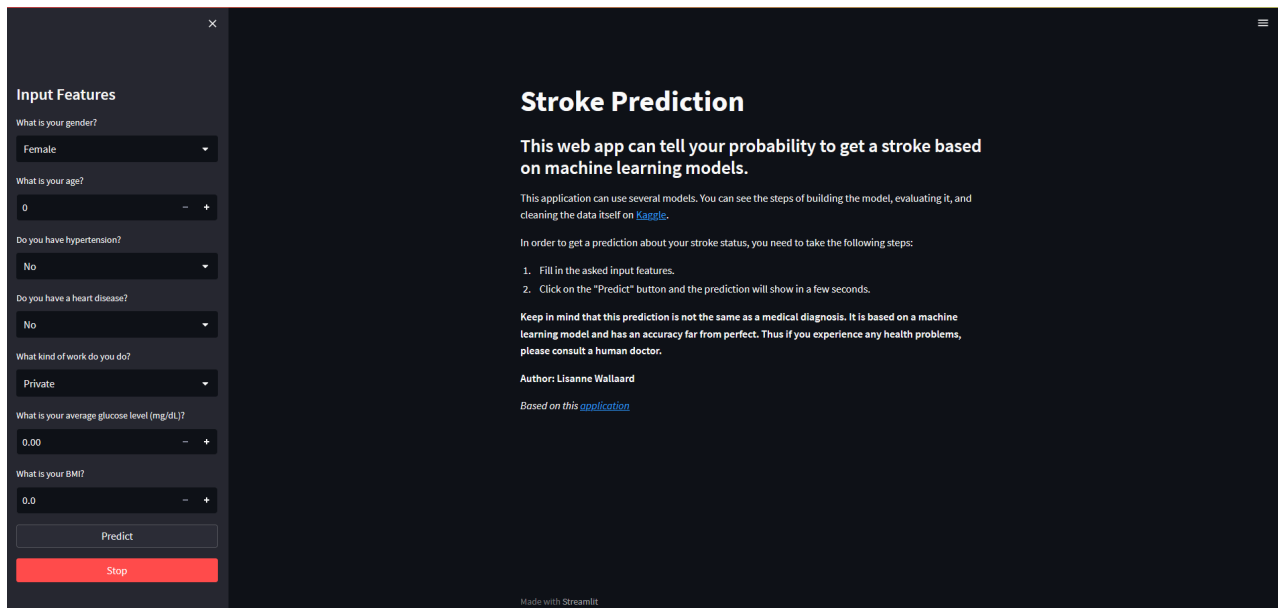 Input Features
What is your gender?
Female
What is your age?
0
Do you have hypertension?
No
Do you have a heart disease?
No
What kind of work do you do?
Private
What is your average glucose level (mg/dL)?
0.00
What is your BMI?
0.0
Predict
Stop
Stroke Prediction
This web app can tell your probability to get a stroke based
on machine learning models.
This application can use several models. You can see the steps of building the model, evaluating it, and
cleaning the data itself on Kaggle.
In order to get a prediction about your stroke status, you need to take the following steps:
1. Fill in the asked input features.
2. Click on the "Predict" button and the prediction will show in a few seconds.
Keep in mind that this prediction is not the same as a medical diagnosis. It is based on a machine
learning model and has an accuracy far from perfect. Thus if you experience any health problems,
please consult a human doctor.
Author: Lisanne Wallaard
Based on this application
Made with Streamlit